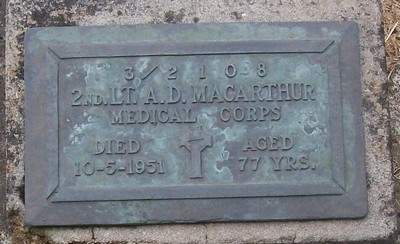 3/2108
2ND. LT. A. D. MACARTHUR
MEDICAL CORPS
DIED AGED
10-5-1951 77 YRS.